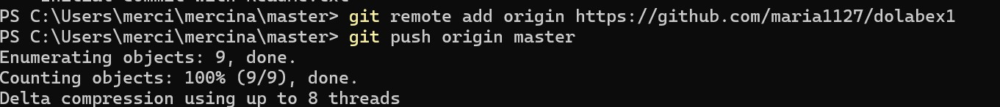 PS C:\Users\merci\mercina\master> git remote add origin https://github.com/maria1127/dolabex1
PS C:\Users\merci\mercina\master> git push origin master
Enumerating objects: 9, done.
Counting objects: 100% (9/9), done.
Delta compression using up to 8 threads